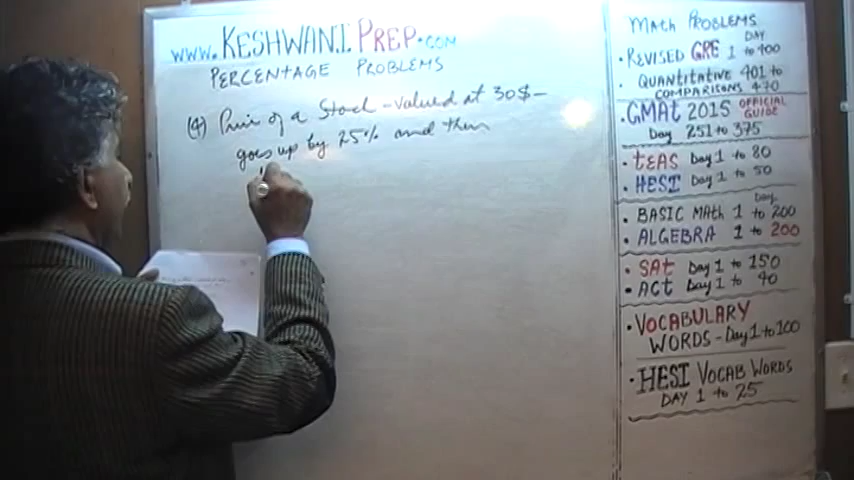 www.KESHWANI PREP.COM
PERCENTAGE PROBLEMS
of a Stock - valued at 30$ -
goes up by 25% and then
MATH PROBLEMS
DAY
• REVISED GRE 1 to 400
• QUANTITATIVE 401 to
COMPARISONS 470
• GMAt 2015 OFFICIAL GUIDE
Day 251 to 375
• tEAS Day 1 to 80
• HESI Day 1 to 50
Day
• BASIC MAth 1 to 200
• ALGEBRA 1 to 200
• SAt Day 1 to 150
• ACt Day 1 to 40
• VOCABULARY
WORDS - Day 1 to 100
• HESI VOCAB WORDS
DAY 1 to 25